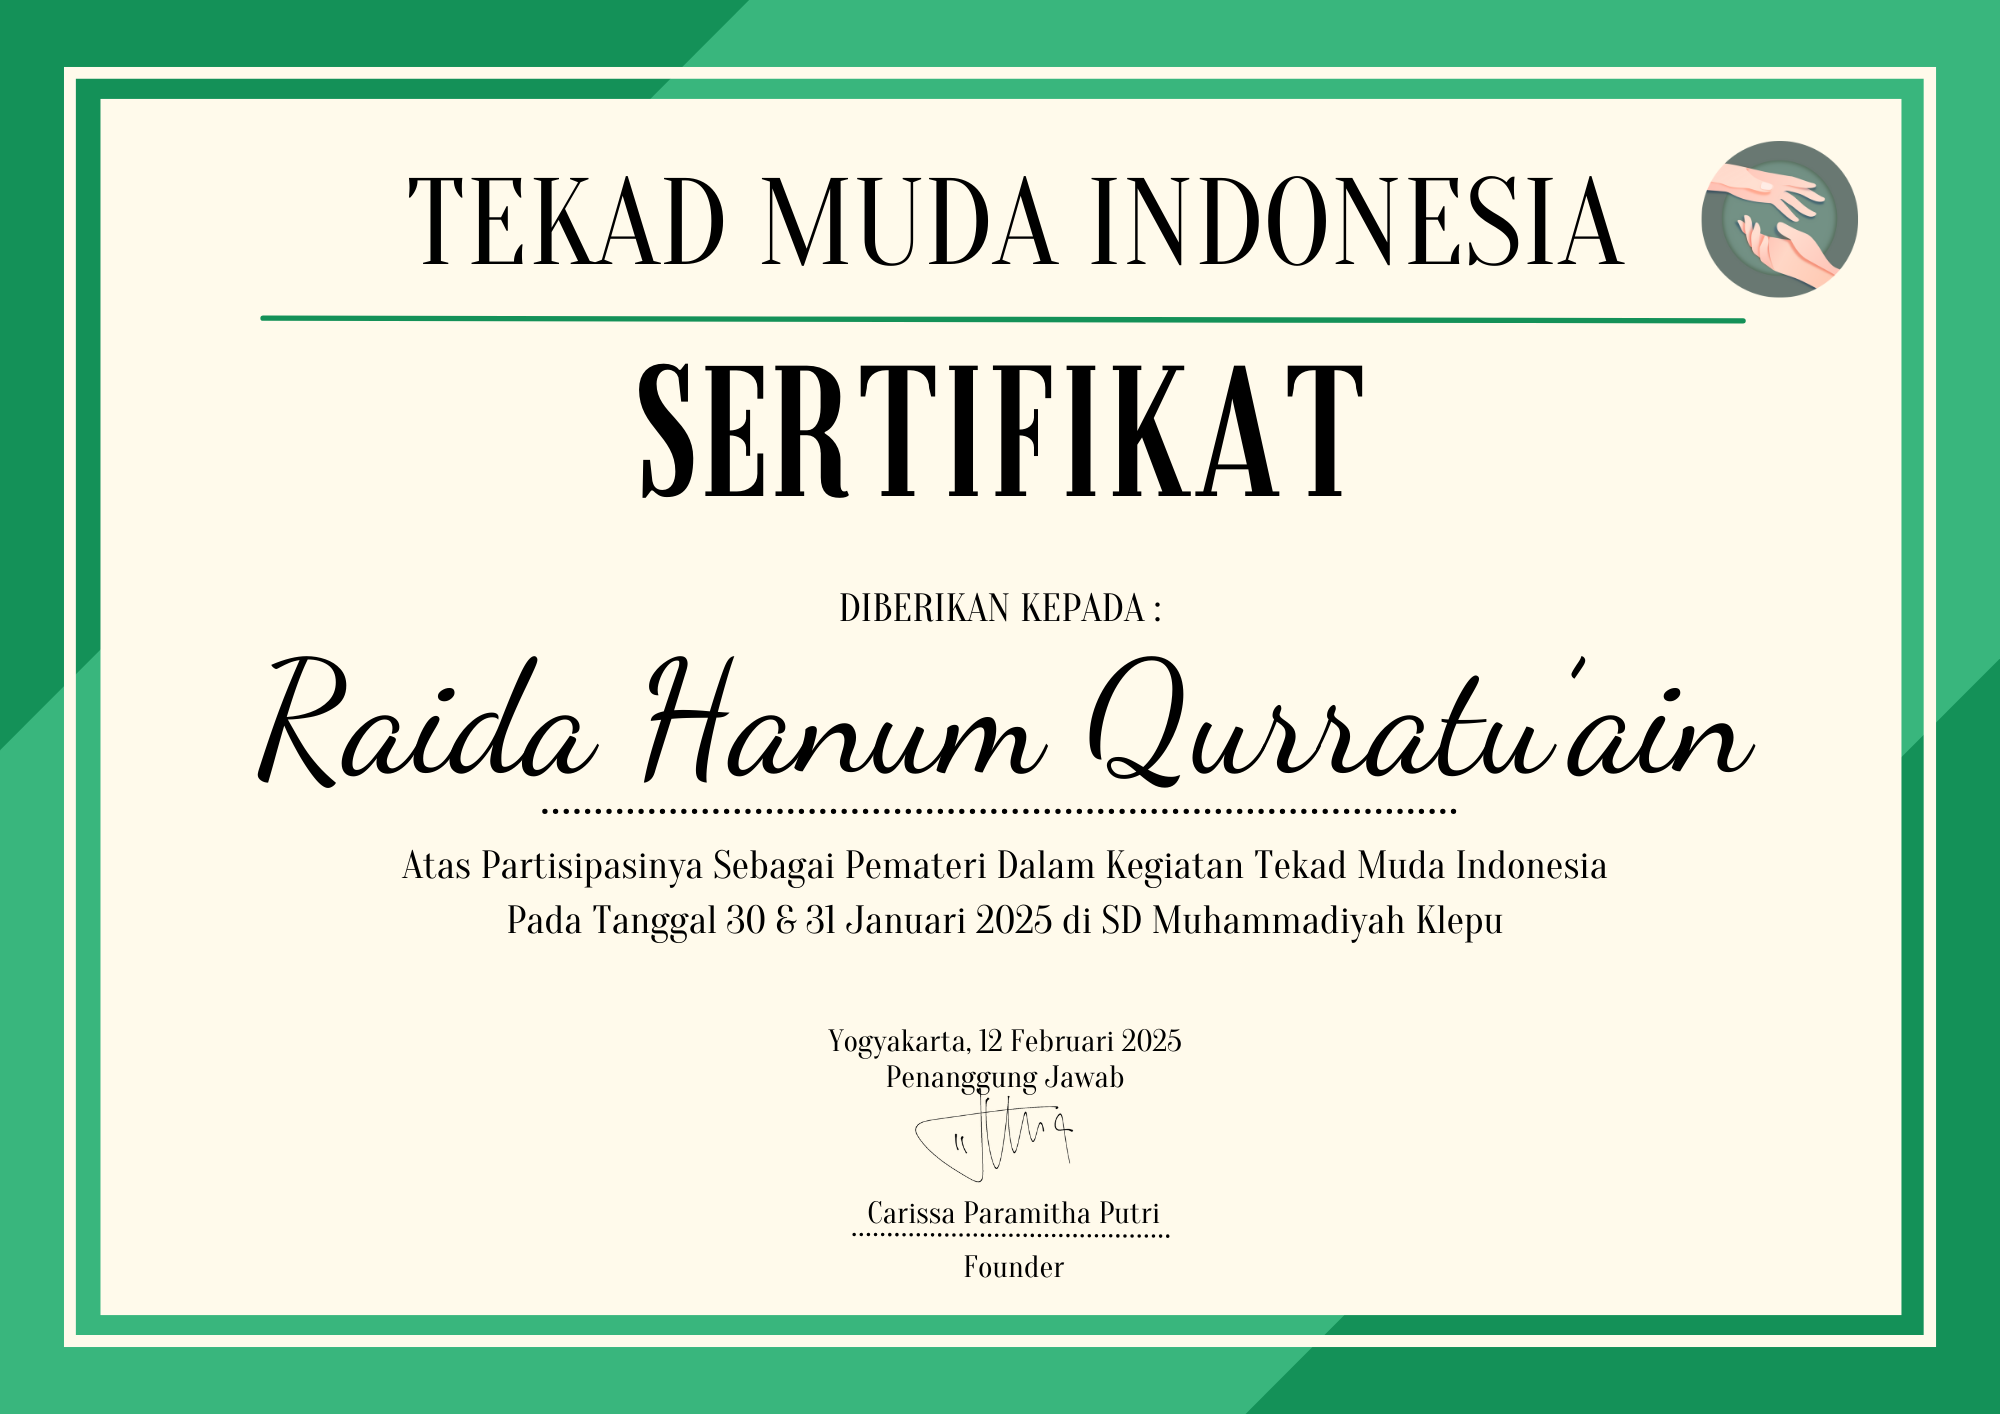 TEKAD MUDA INDONESIA
SERTIFIKAT
DIBERIKAN KEPADA :
Raida Hanum Qurratu'ain
Atas Partisipasinya Sebagai Pemateri Dalam Kegiatan Tekad Muda Indonesia
Pada Tanggal 30 & 31 Januari 2025 di SD Muhammadiyah Klepu
Yogyakarta, 12 Februari 2025
Penanggung Jawab
Carissa Paramitha Putri
Founder